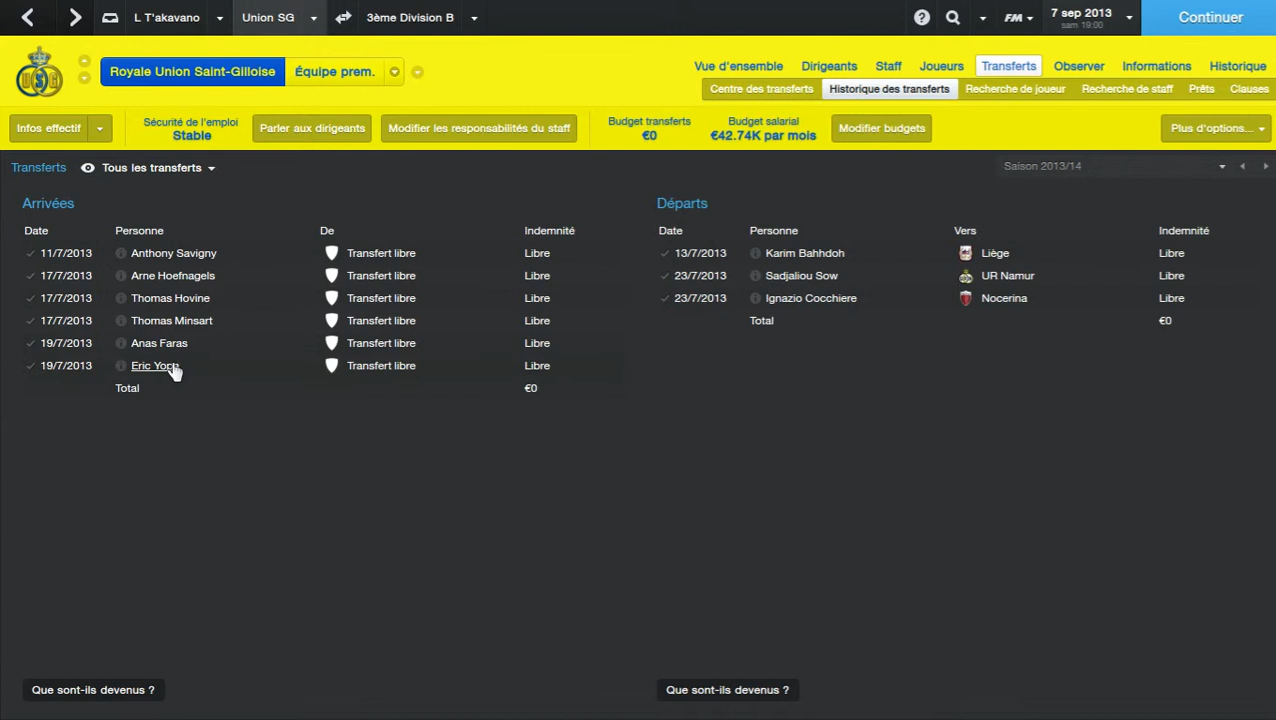 L T'akavano Union SG 3ème Division B ? FM 7 sep 2013 sam 19:00 Continuer
Royale Union Saint-Gilloise Équipe prem. Vue d'ensemble Dirigeants Staff Joueurs Transferts Observer Informations Historique
Centre des transferts Historique des transferts Recherche de joueur Recherche de staff Prêts Clauses
Infos effectif Sécurité de l'emploi Stable Parler aux dirigeants Modifier les responsabilités du staff Budget transferts €0 Budget salarial €42.74K par mois Modifier budgets Plus d'options...
Transferts Tous les transferts Saison 2013/14
Arrivées
Date Personne De Indemnité
11/7/2013 Anthony Savigny Transfert libre Libre
17/7/2013 Arne Hoefnagels Transfert libre Libre
17/7/2013 Thomas Hovine Transfert libre Libre
17/7/2013 Thomas Minsart Transfert libre Libre
19/7/2013 Anas Faras Transfert libre Libre
19/7/2013 Eric Transfert libre Libre
Total €0
Que sont-ils devenus ?
Départs
Date Personne Vers Indemnité
13/7/2013 Karim Bahhdoh Liège Libre
23/7/2013 Sadjaliou Sow UR Namur Libre
23/7/2013 Ignazio Cocchiere Nocerina Libre
Total €0
Que sont-ils devenus ?